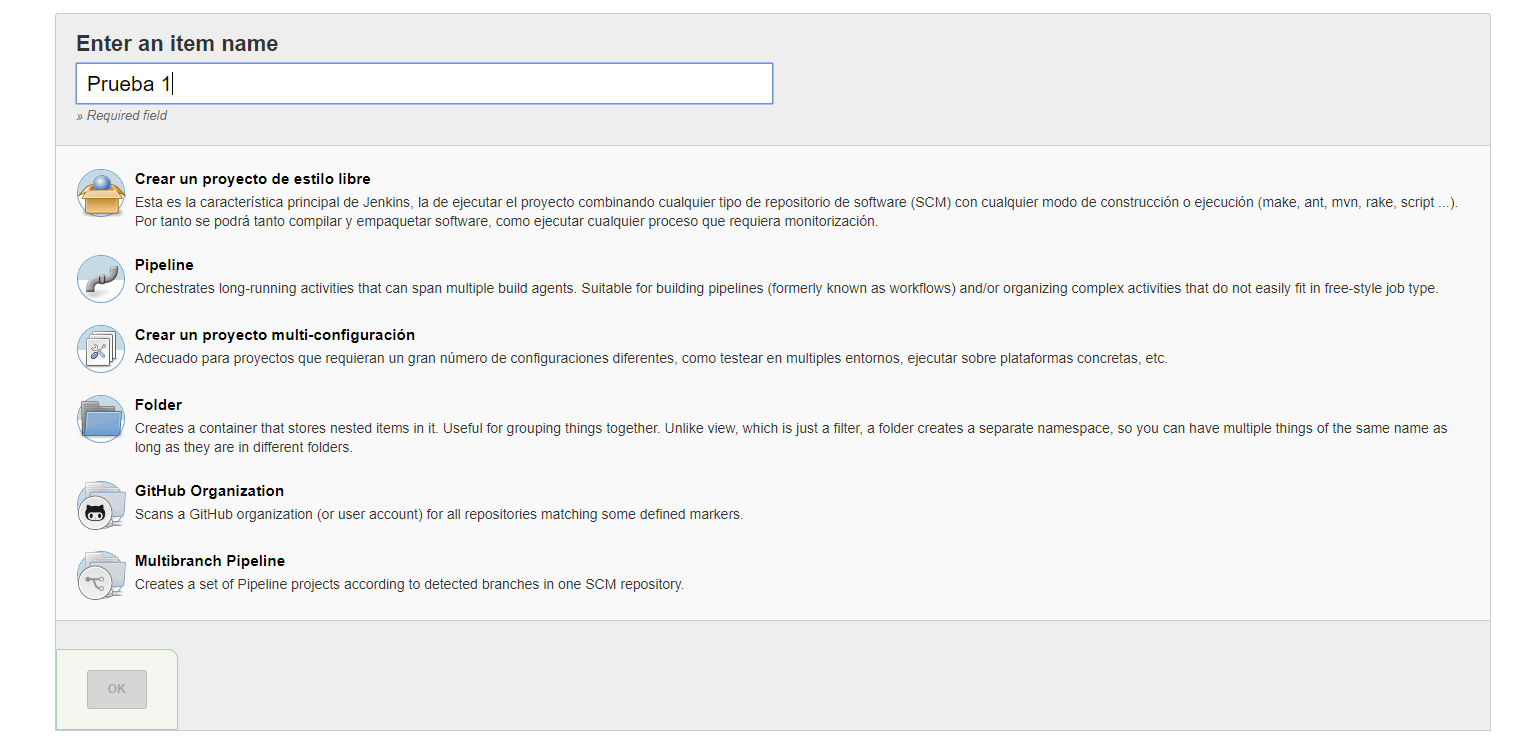 Enter an item name
Prueba 1
» Required field
Crear un proyecto de estilo libre
Esta es la característica principal de Jenkins, la de ejecutar el proyecto combinando cualquier tipo de repositorio de software (SCM) con cualquier modo de construcción o ejecución (make, ant, mvn, rake, script ...).
Por tanto se podrá tanto compilar y empaquetar software, como ejecutar cualquier proceso que requiera monitorización.
Pipeline
Orchestrates long-running activities that can span multiple build agents. Suitable for building pipelines (formerly known as workflows) and/or organizing complex activities that do not easily fit in free-style job type.
Crear un proyecto multi-configuración
Adecuado para proyectos que requieran un gran número de configuraciones diferentes, como testear en multiples entornos, ejecutar sobre plataformas concretas, etc.
Folder
Creates a container that stores nested items in it. Useful for grouping things together. Unlike view, which is just a filter, a folder creates a separate namespace, so you can have multiple things of the same name as
long as they are in different folders.
GitHub Organization
Scans a GitHub organization (or user account) for all repositories matching some defined markers.
Multibranch Pipeline
Creates a set of Pipeline projects according to detected branches in one SCM repository.
OK